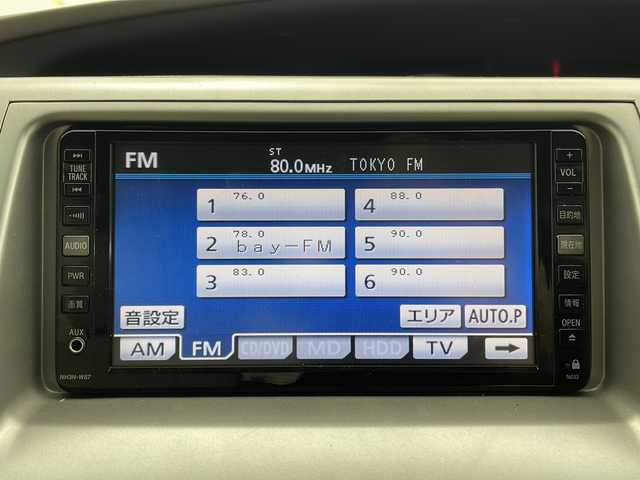 FM ST 80.0MHz TOKYO FM
TUNE TRACK
AUDIO
PWR
画質
AUX
NH3N-W57
1 76.0
2 78.0 bay-FM
3 83.0
4 88.0
5 90.0
6 90.0
音設定
エリア AUTO.P
AM FM CD/DVD MD HDD TV
+
VOL
-
目的地
現在地
設定
情報
OPEN